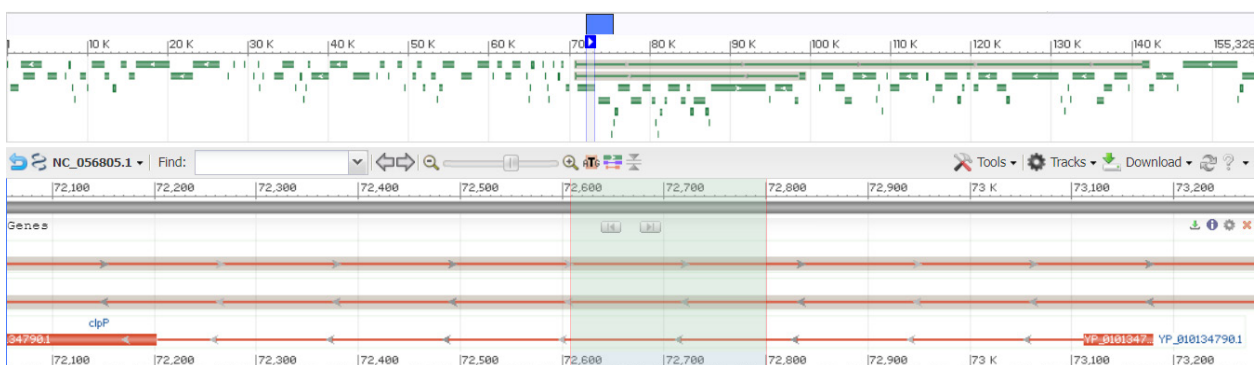 1 10 K 20 K 30 K 40 K 50 K 60 K 70 80 K 90 K 100 K 110 K 120 K 130 K 140 K 155,328
NC_056805.1 Find: ATG Tools Tracks Download ?
72,100 72,200 72,300 72,400 72,500 72,600 72,700 72,800 72,900 73 K 73,100 73,200
Genes
clpP
34790.1 YP_0101347... YP_010134790.1
72,100 72,200 72,300 72,400 72,500 72,600 72,700 72,800 72,900 73 K 73,100 73,200